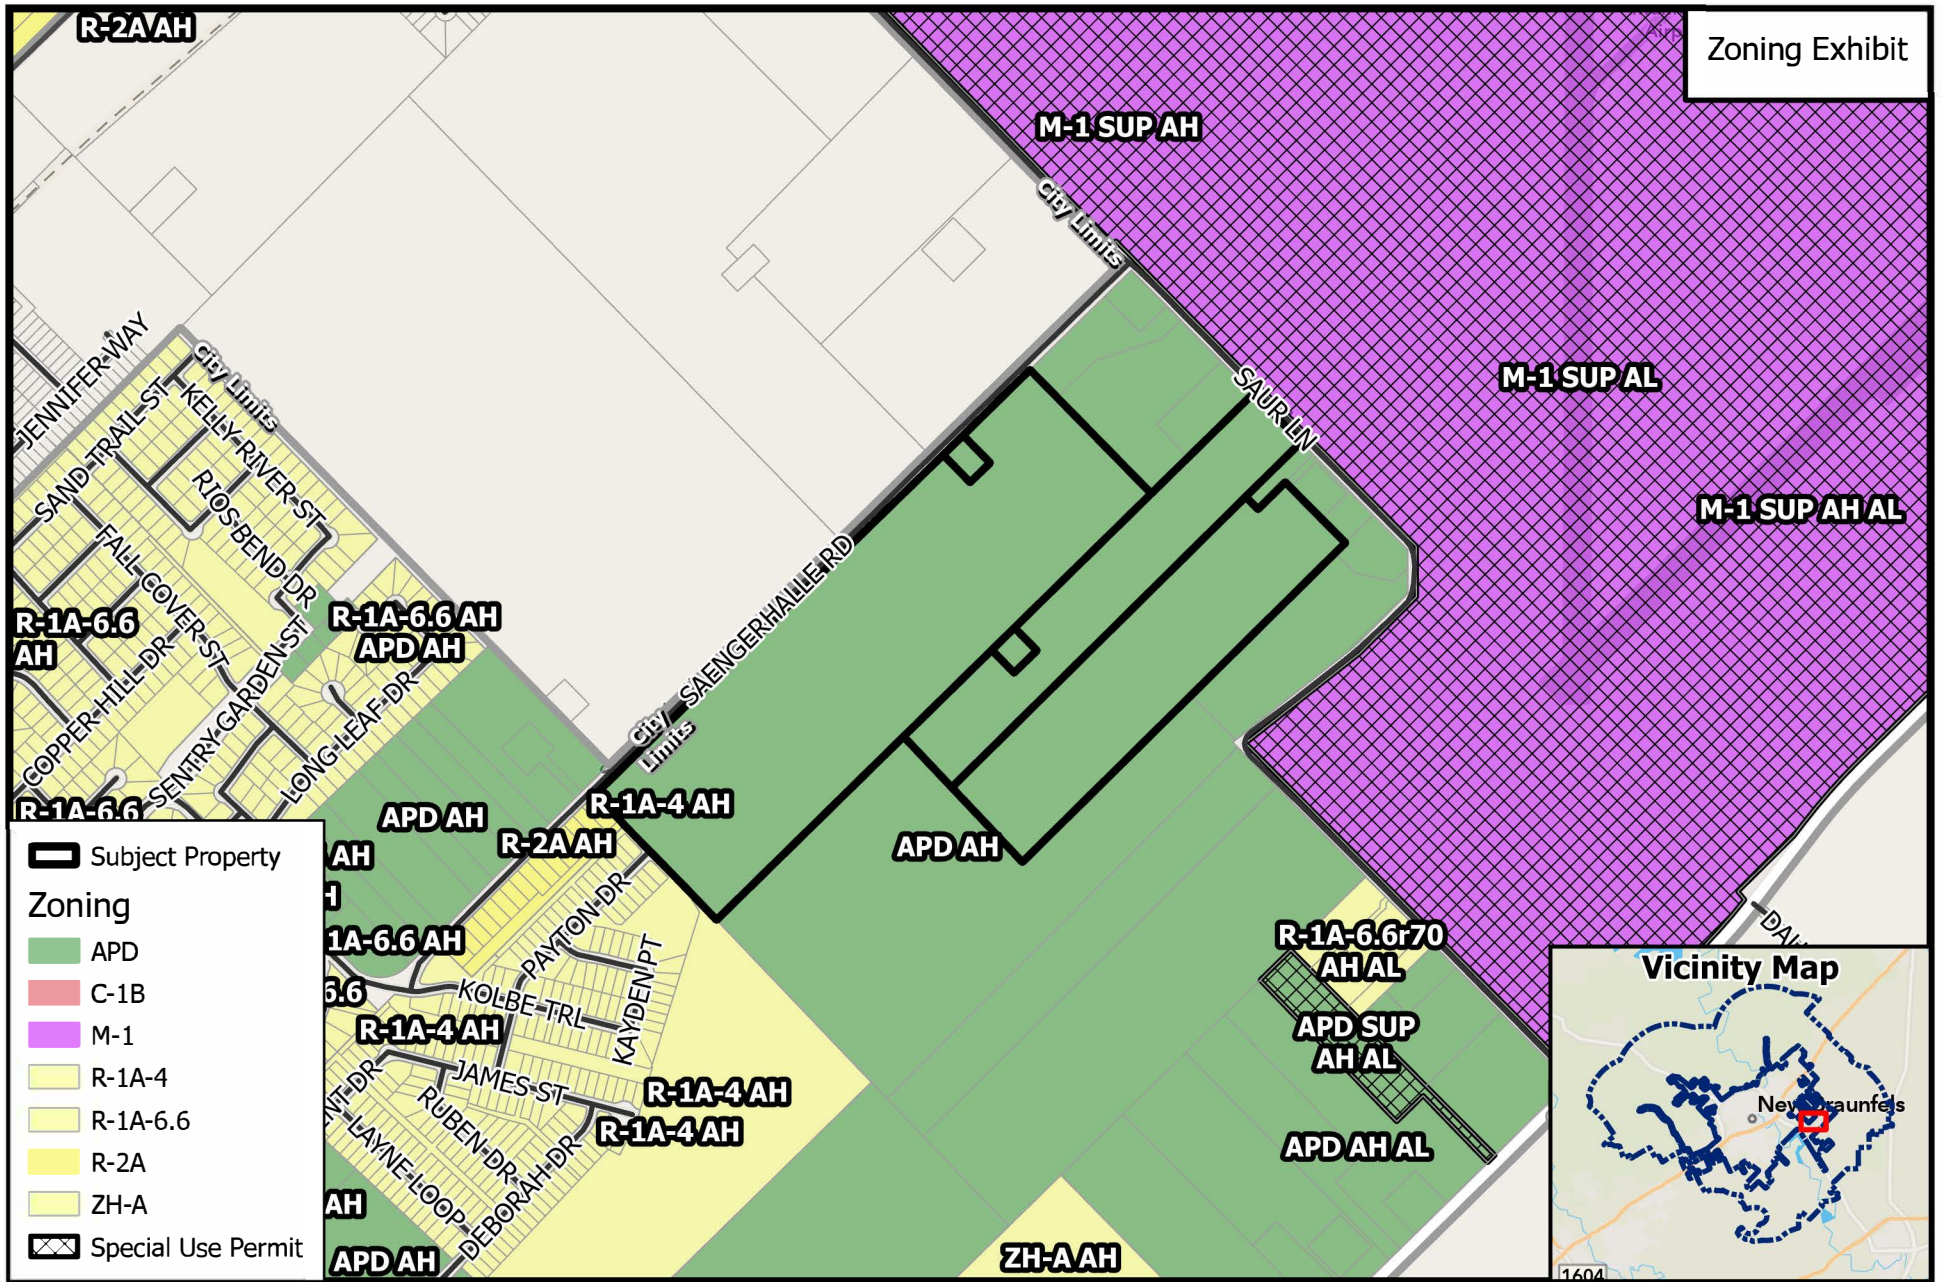 R-2A AH
Zoning Exhibit
M-1 SUP AH
City Limits
JENNIFER WAY
City Limits
SAND TRAIL ST
KELLY RIVER ST
SAUR LN
M-1 SUP AL
RIOS BEND DR
M-1 SUP AH AL
FALL COVER ST
SAENGERHALLE RD
R-1A-6.6
AH
R-1A-6.6 AH
APD AH
COPPER HILL DR
SENTRY GARDEN ST
LONG LEAF DR
City
Limits
R-1A-6.6
APD AH
R-1A-4 AH
R-2A AH
APD AH
AH
H
1A-6.6 AH
6.6
PAYTON DR
KOLBE TRL
KAYDEN PT
R-1A-4 AH
JAMES ST
NT DR
RUBEN DR
LAYNE LOOP
DEBORAH DR
R-1A-4 AH
R-1A-4 AH
AH
APD AH
ZH-A AH
R-1A-6.6r70
AH AL
APD SUP
AH AL
APD AH AL
Subject Property
Zoning
APD
C-1B
M-1
R-1A-4
R-1A-6.6
R-2A
ZH-A
Special Use Permit
Vicinity Map
New Braunfels
1604